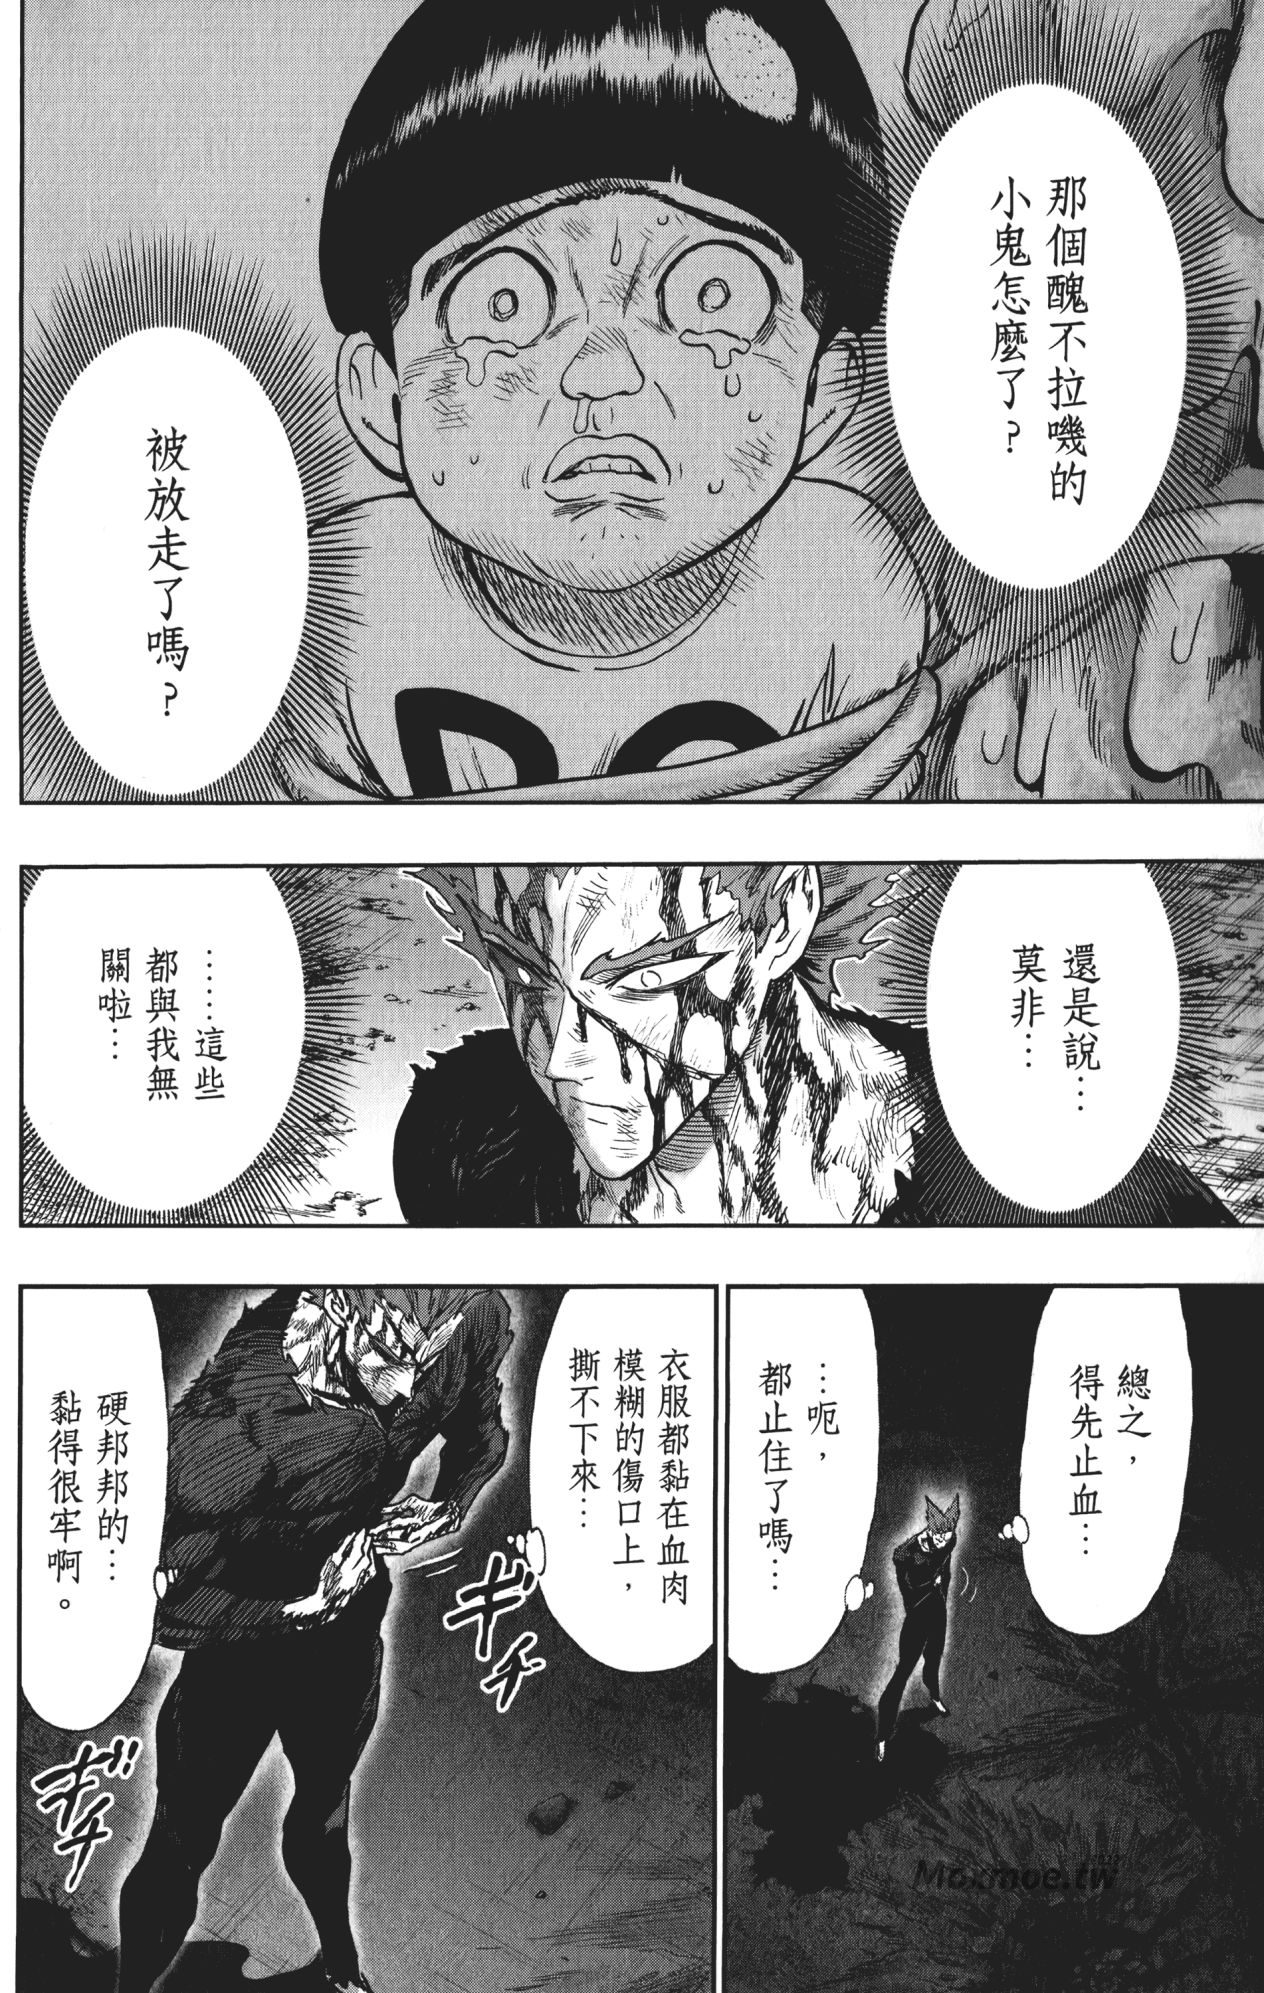 那個醜不拉嘰的
小鬼怎麼了？
被放走了嗎？
還是說…
莫非…
……這些
都與我無
關啦…
總之，
得先止血…
…呃，
都止住了嗎…
衣服都黏在血肉
模糊的傷口上，
撕不下來…
ギチ
硬邦邦的…
黏得很牢啊。
ギチ
Moxmoe.tw